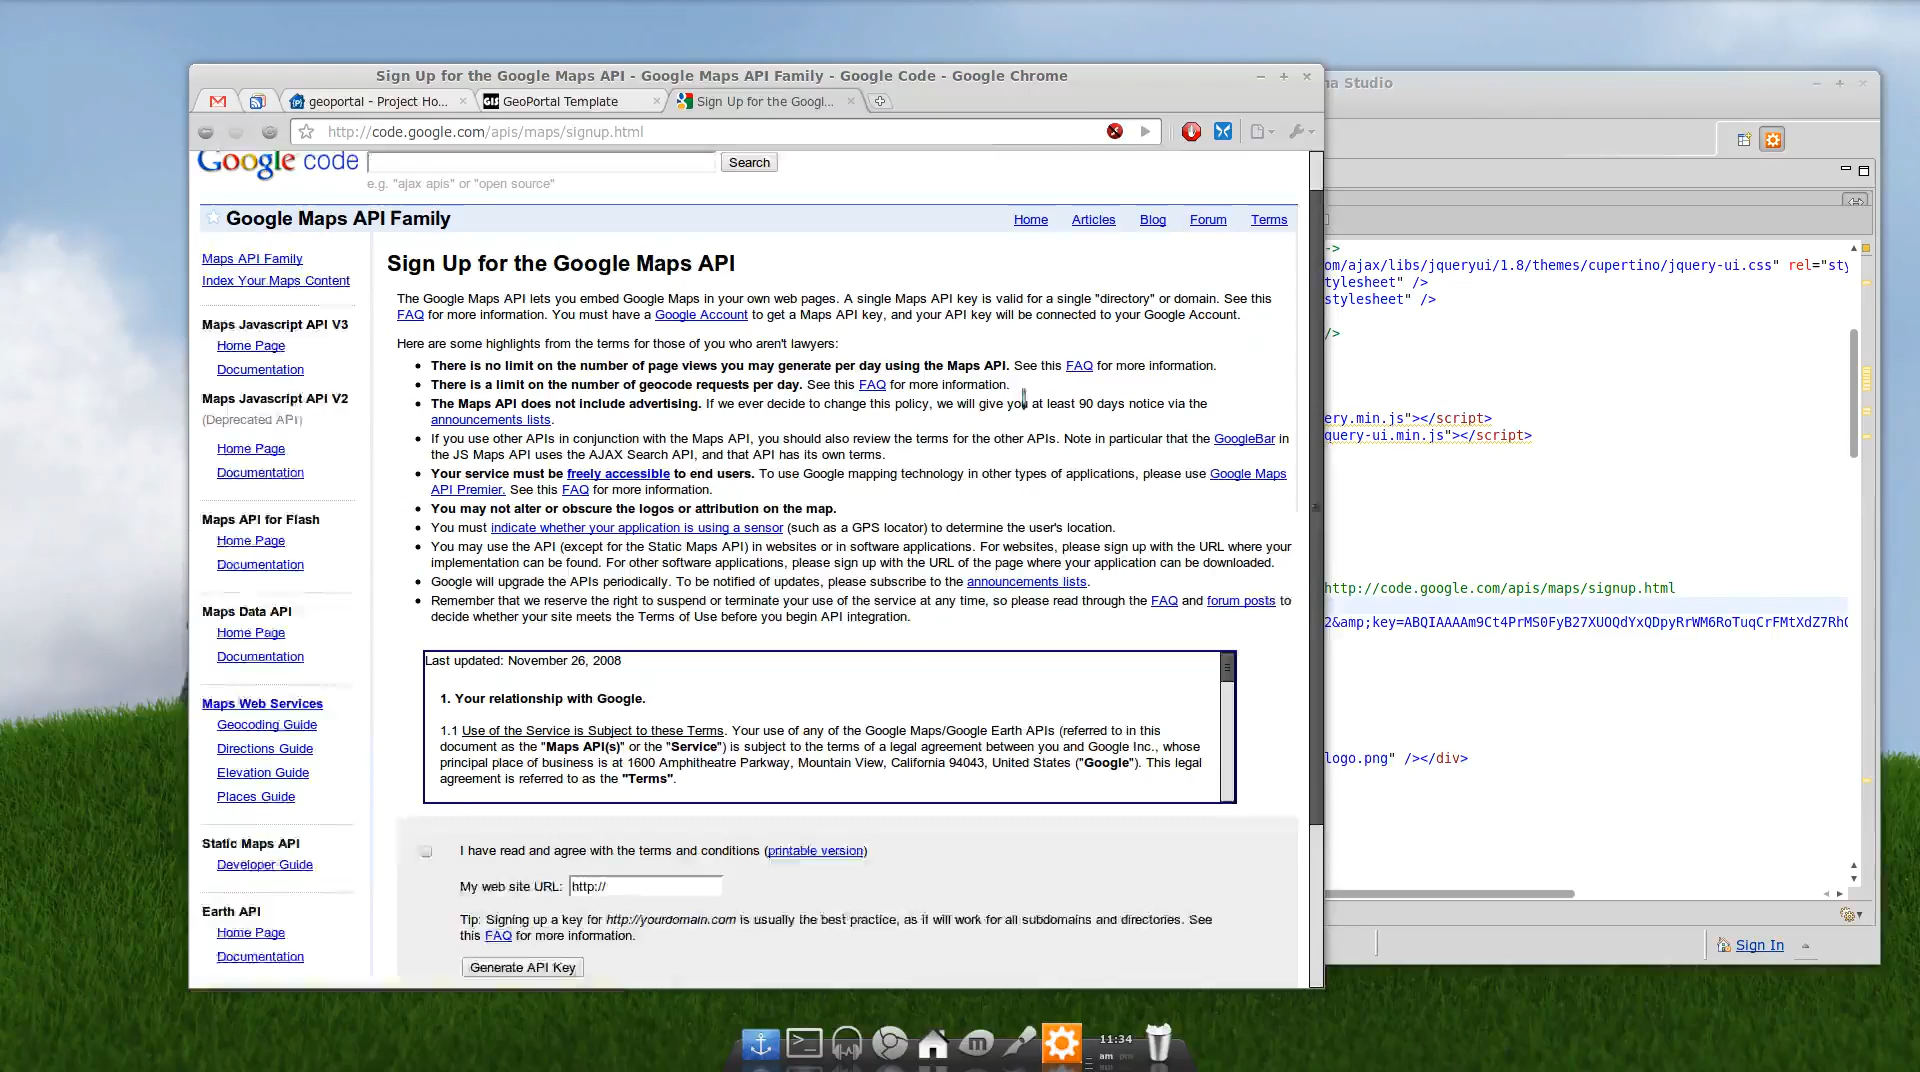 Sign Up for the Google Maps API - Google Maps API Family - Google Code - Google Chrome
geoportal - Project Ho...
GIS GeoPortal Template
Sign Up for the Googl...
http://code.google.com/apis/maps/signup.html
Google code
Search
e.g. "ajax apis" or "open source"
Google Maps API Family
Home Articles Blog Forum Terms
Maps API Family
Index Your Maps Content
Maps Javascript API V3
Home Page
Documentation
Maps Javascript API V2
(Deprecated API)
Home Page
Documentation
Maps API for Flash
Home Page
Documentation
Maps Data API
Home Page
Documentation
Maps Web Services
Geocoding Guide
Directions Guide
Elevation Guide
Places Guide
Static Maps API
Developer Guide
Earth API
Home Page
Documentation
Sign Up for the Google Maps API
The Google Maps API lets you embed Google Maps in your own web pages. A single Maps API key is valid for a single "directory" or domain. See this
FAQ for more information. You must have a Google Account to get a Maps API key, and your API key will be connected to your Google Account.
Here are some highlights from the terms for those of you who aren't lawyers:
There is no limit on the number of page views you may generate per day using the Maps API. See this FAQ for more information.
There is a limit on the number of geocode requests per day. See this FAQ for more information.
The Maps API does not include advertising. If we ever decide to change this policy, we will give you at least 90 days notice via the
announcements lists.
If you use other APIs in conjunction with the Maps API, you should also review the terms for the other APIs. Note in particular that the GoogleBar in
the JS Maps API uses the AJAX Search API, and that API has its own terms.
Your service must be freely accessible to end users. To use Google mapping technology in other types of applications, please use Google Maps
API Premier. See this FAQ for more information.
You may not alter or obscure the logos or attribution on the map.
You must indicate whether your application is using a sensor (such as a GPS locator) to determine the user's location.
You may use the API (except for the Static Maps API) in websites or in software applications. For websites, please sign up with the URL where your
implementation can be found. For other software applications, please sign up with the URL of the page where your application can be downloaded.
Google will upgrade the APIs periodically. To be notified of updates, please subscribe to the announcements lists.
Remember that we reserve the right to suspend or terminate your use of the service at any time, so please read through the FAQ and forum posts to
decide whether your site meets the Terms of Use before you begin API integration.
Last updated: November 26, 2008
1. Your relationship with Google.
1.1 Use of the Service is Subject to these Terms. Your use of any of the Google Maps/Google Earth APIs (referred to in this
document as the "Maps API(s)" or the "Service") is subject to the terms of a legal agreement between you and Google Inc., whose
principal place of business is at 1600 Amphitheatre Parkway, Mountain View, California 94043, United States ("Google"). This legal
agreement is referred to as the "Terms".
I have read and agree with the terms and conditions (printable version)
My web site URL: http://
Tip: Signing up a key for http://yourdomain.com is usually the best practice, as it will work for all subdomains and directories. See
this FAQ for more information.
Generate API Key
na Studio
->
om/ajax/libs/jqueryui/1.8/themes/cupertino/jquery-ui.css" rel="sty
stylesheet" />
stylesheet" />
/>
ery.min.js"></script>
query-ui.min.js"></script>
http://code.google.com/apis/maps/signup.html
2&amp;key=ABQIAAAAm9Ct4PrMS0FyB27XUOQdYxQDpyRrWM6RoTuqCrFMtXdZ7RhC
logo.png" /></div>
Sign In
11:34
am pm